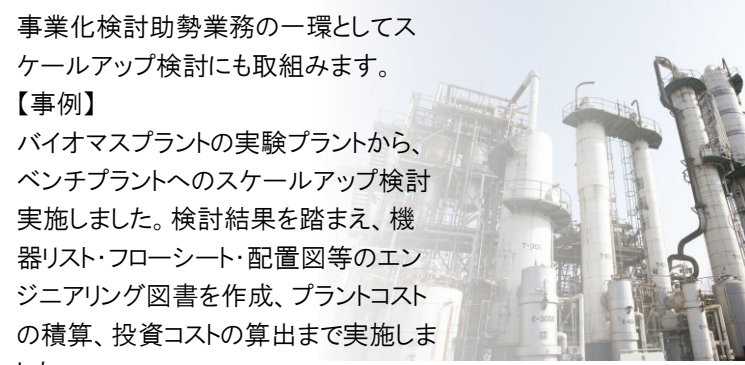 事業化検討助勢業務の一環としてス
ケールアップ検討にも取組みます。
【事例】
バイオマスプラントの実験プラントから、
ベンチプラントへのスケールアップ検討
実施しました。検討結果を踏まえ、機
器リスト・フローシート・配置図等のエン
ジニアリング図書を作成、プラントコスト
の積算、投資コストの算出まで実施しま
T-301